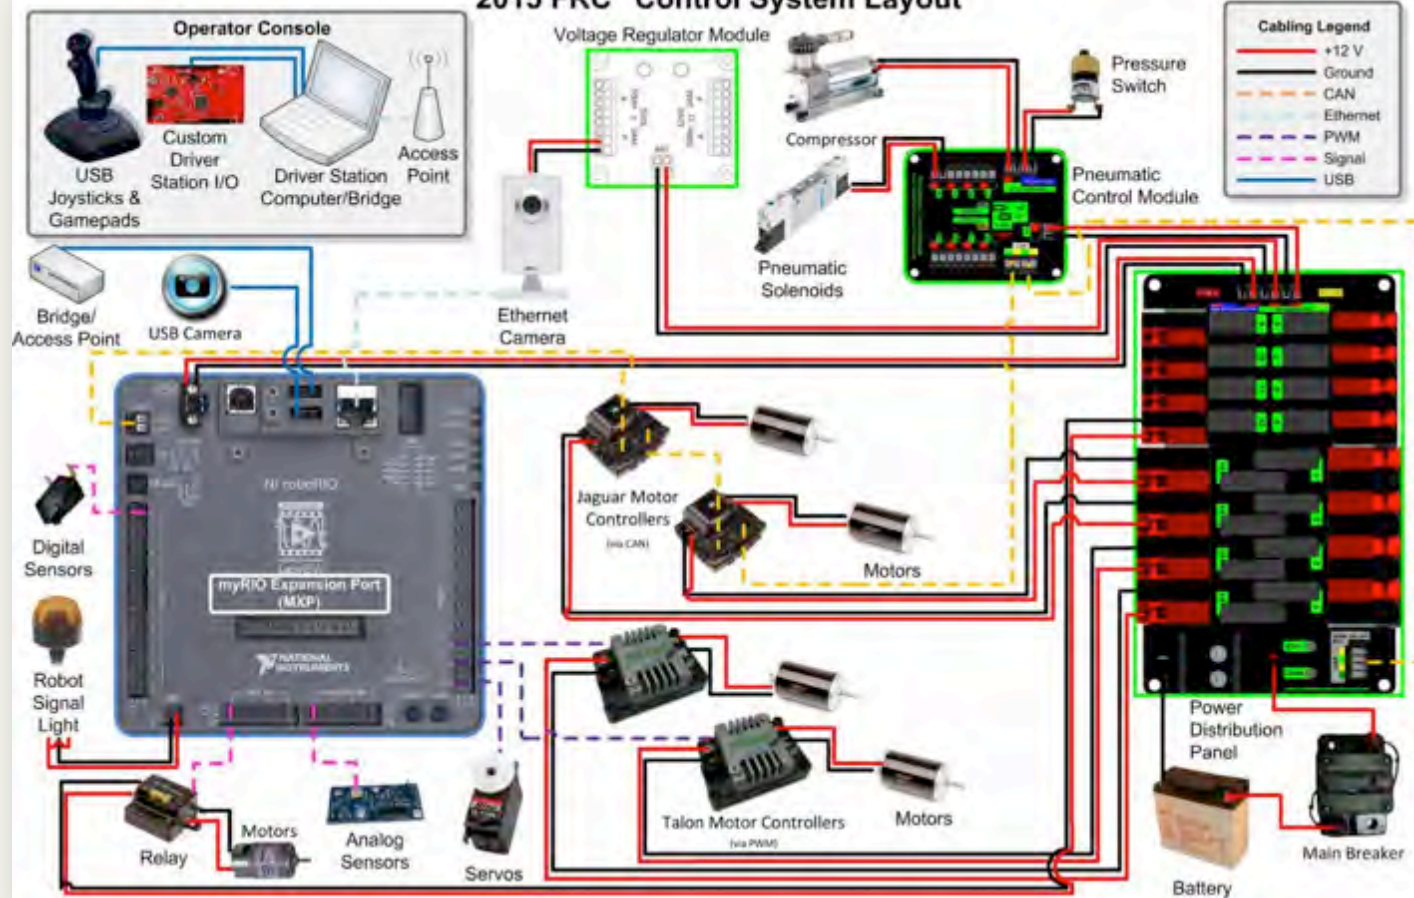 2015 FRC Control System Layout
Operator Console
USB
Joysticks &
Gamepads
Custom
Driver
Station I/O
Driver Station
Computer/Bridge
Access
Point
Voltage Regulator Module
Compressor
Pressure
Switch
Pneumatic
Control Module
Pneumatic
Solenoids
Cabling Legend
+12 V
Ground
CAN
Ethernet
PWM
Signal
USB
Bridge/
Access Point
USB Camera
Ethernet
Camera
NI roboRIO
myRIO Expansion Port
(MXP)
NATIONAL
INSTRUMENTS
Digital
Sensors
Robot
Signal
Light
Jaguar Motor
Controllers
(via CAN)
Motors
Talon Motor Controllers
(via PWM)
Motors
Relay
Motors
Analog
Sensors
Servos
Power
Distribution
Panel
Battery
Main Breaker